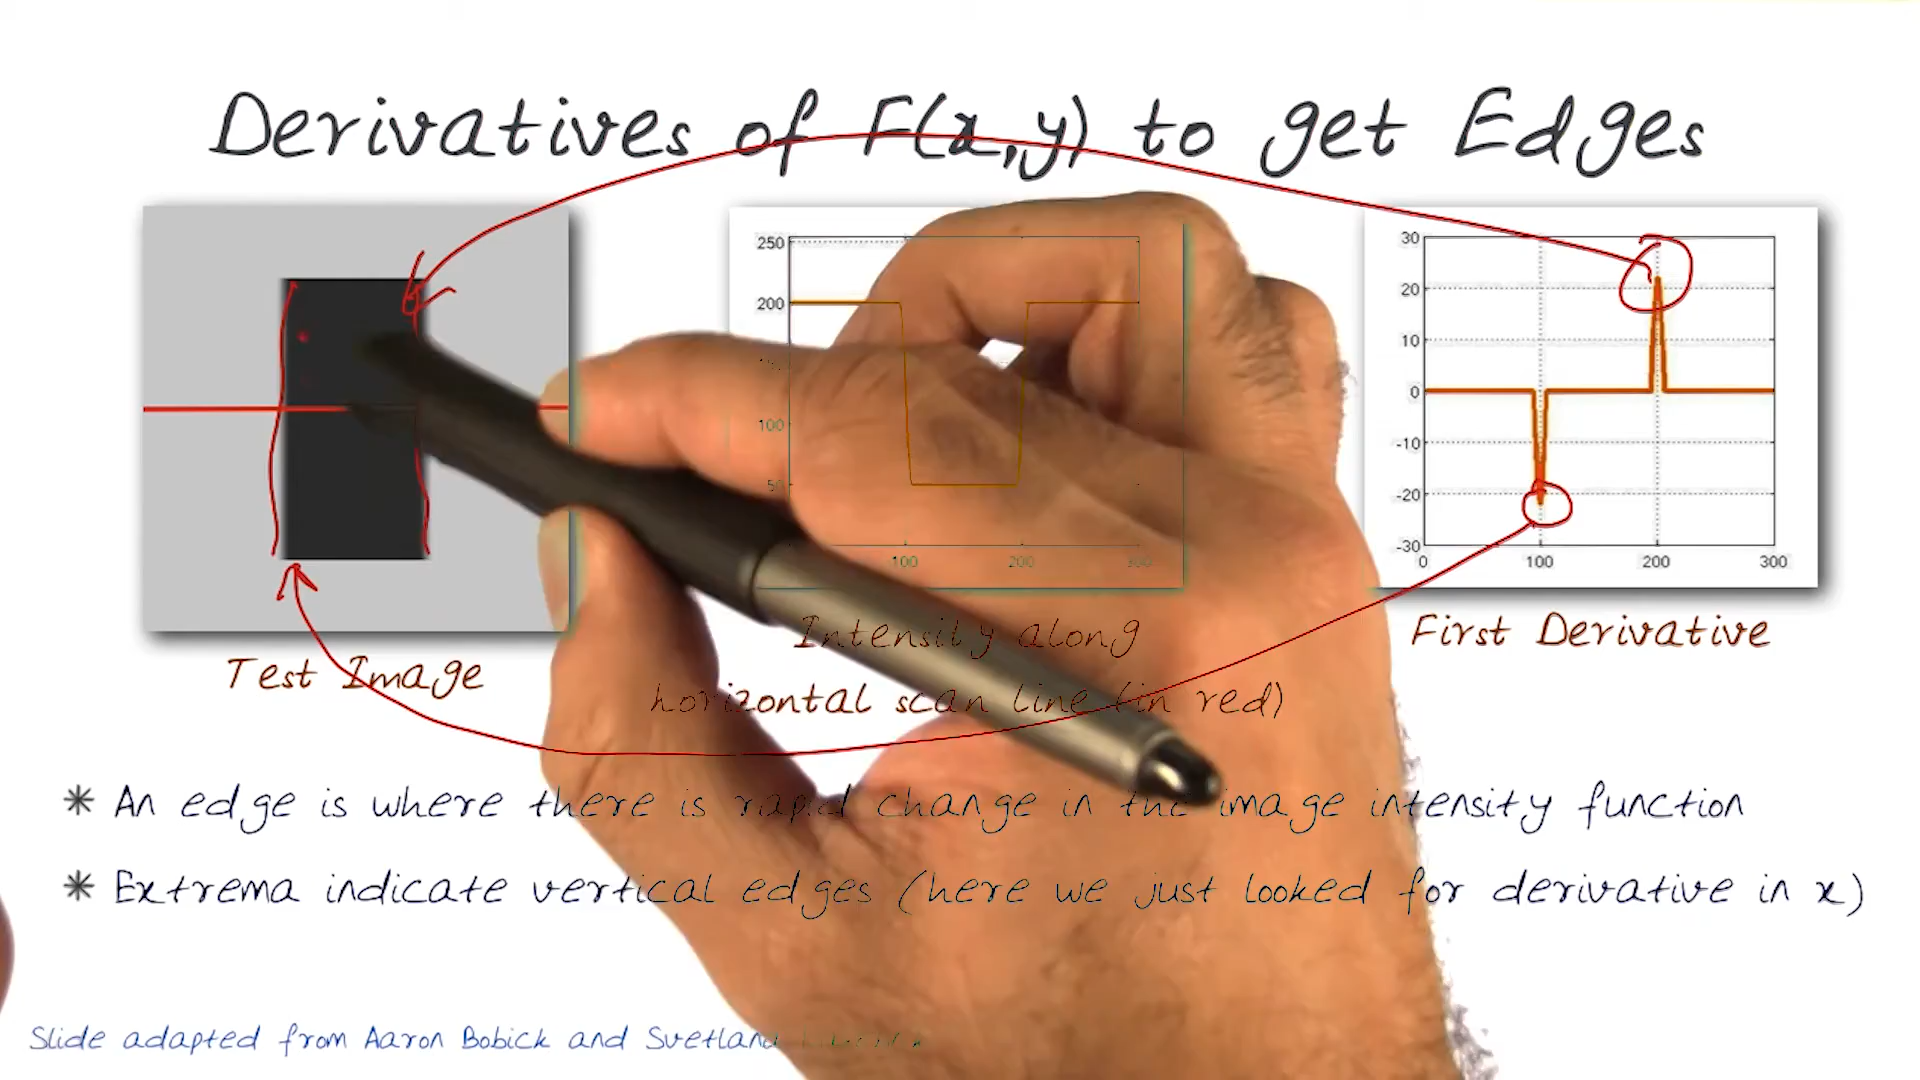 Derivatives of F(x,y) to get Edges
250
200
100
50
100 200 300
30
20
10
0
-10
-20
-30
0 100 200 300
Test Image
Intensity along
horizontal scan line (in red)
First Derivative
* An edge is where there is rapid change in the image intensity function
* Extrema indicate vertical edges (here we just looked for derivative in x)
Slide adapted from Aaron Bobick and Svetlana